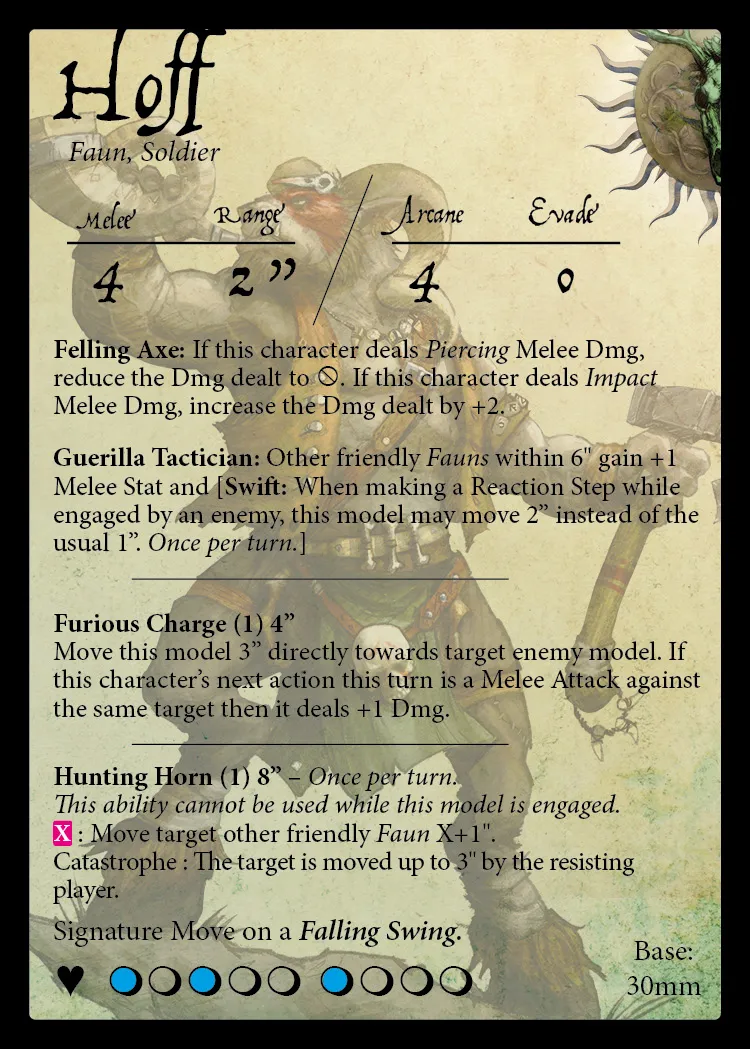 Hoff
Faun, Soldier
Melee Range Arcane Evade
4 2” 4 0
Felling Axe: If this character deals Piercing Melee Dmg,
reduce the Dmg dealt to 🛇. If this character deals Impact
Melee Dmg, increase the Dmg dealt by +2.
Guerilla Tactician: Other friendly Fauns within 6" gain +1
Melee Stat and [Swift: When making a Reaction Step while
engaged by an enemy, this model may move 2” instead of the
usual 1”. Once per turn.]
Furious Charge (1) 4”
Move this model 3” directly towards target enemy model. If
this character’s next action this turn is a Melee Attack against
the same target then it deals +1 Dmg.
Hunting Horn (1) 8” – Once per turn.
This ability cannot be used while this model is engaged.
X : Move target other friendly Faun X+1".
Catastrophe : The target is moved up to 3" by the resisting
player.
Signature Move on a Falling Swing.
Base:
30mm